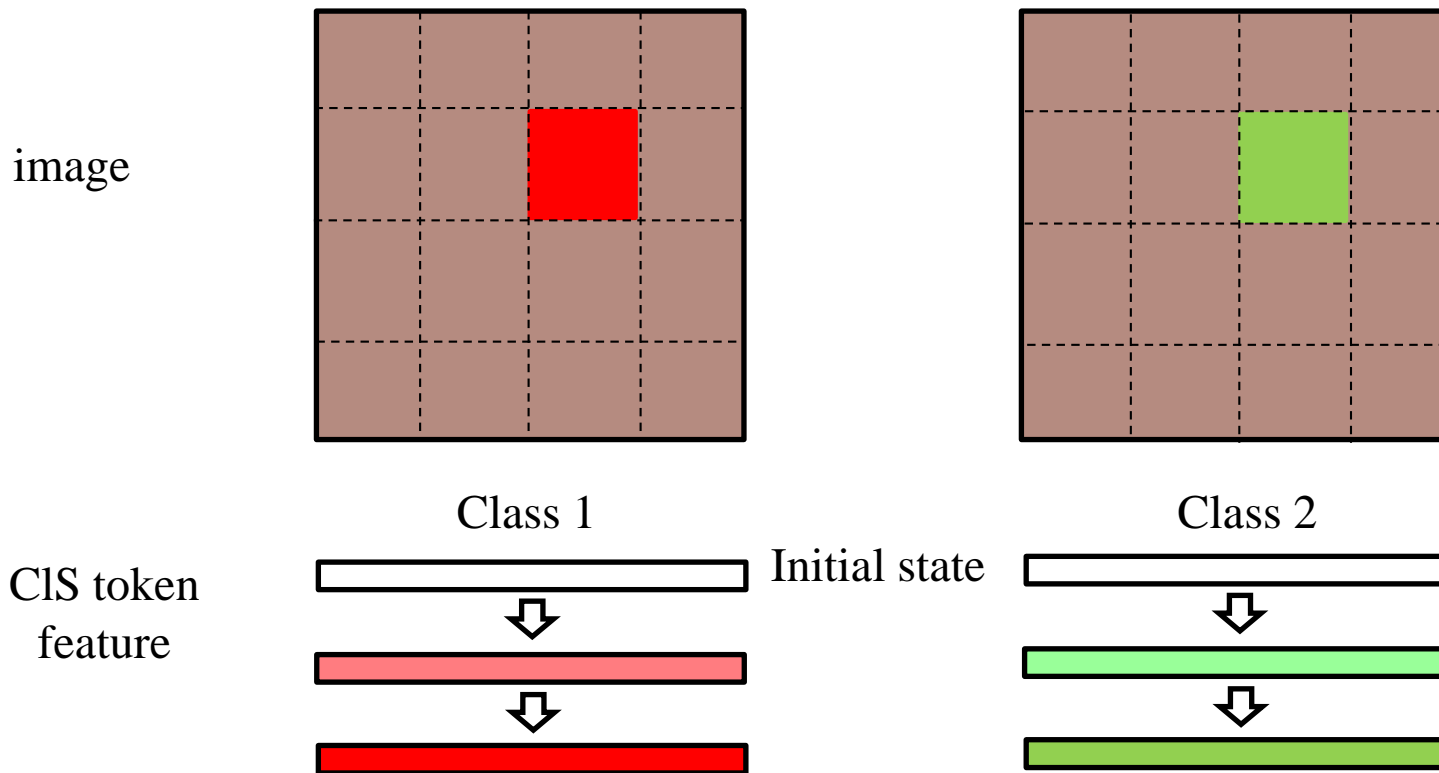 image
Class 1
Class 2
ClS token
feature
Initial state